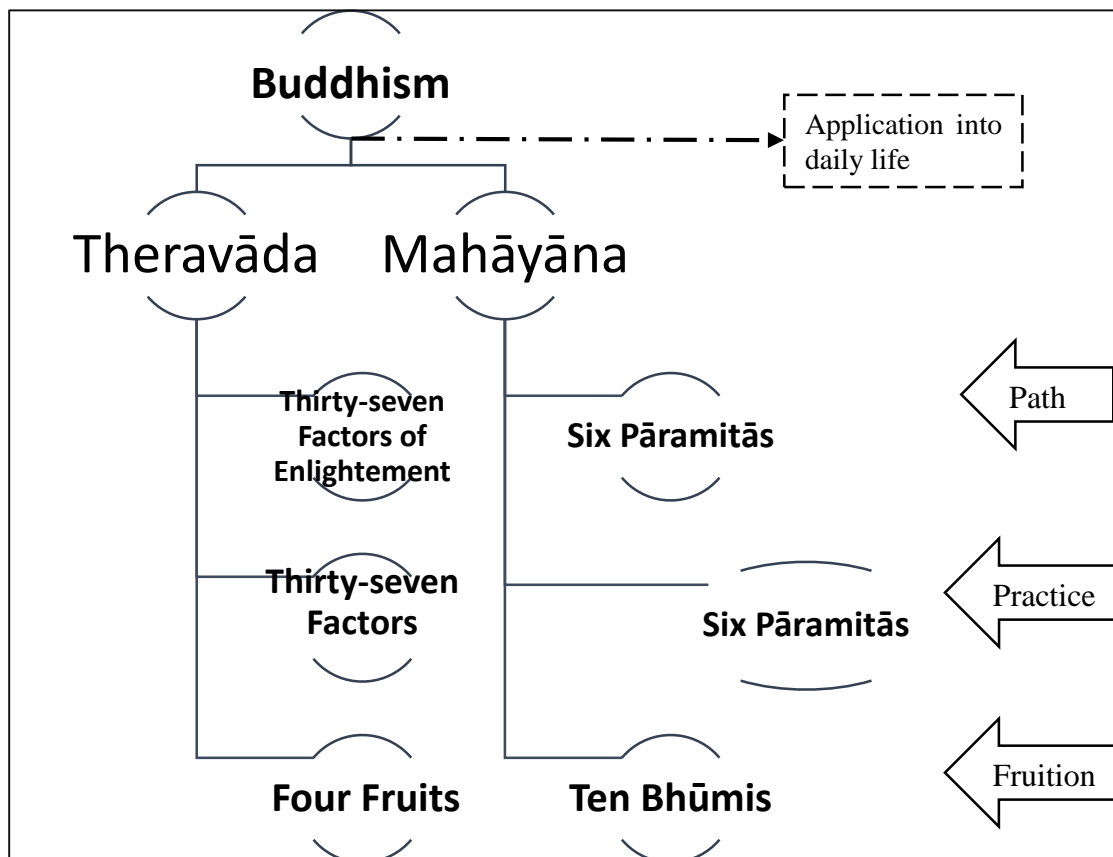 Buddhism
Application into
daily life
Theravāda
Mahāyāna
Thirty-seven
Factors of
Enlightement
Six Pāramitās
Path
Thirty-seven
Factors
Six Pāramitās
Practice
Four Fruits
Ten Bhūmis
Fruition